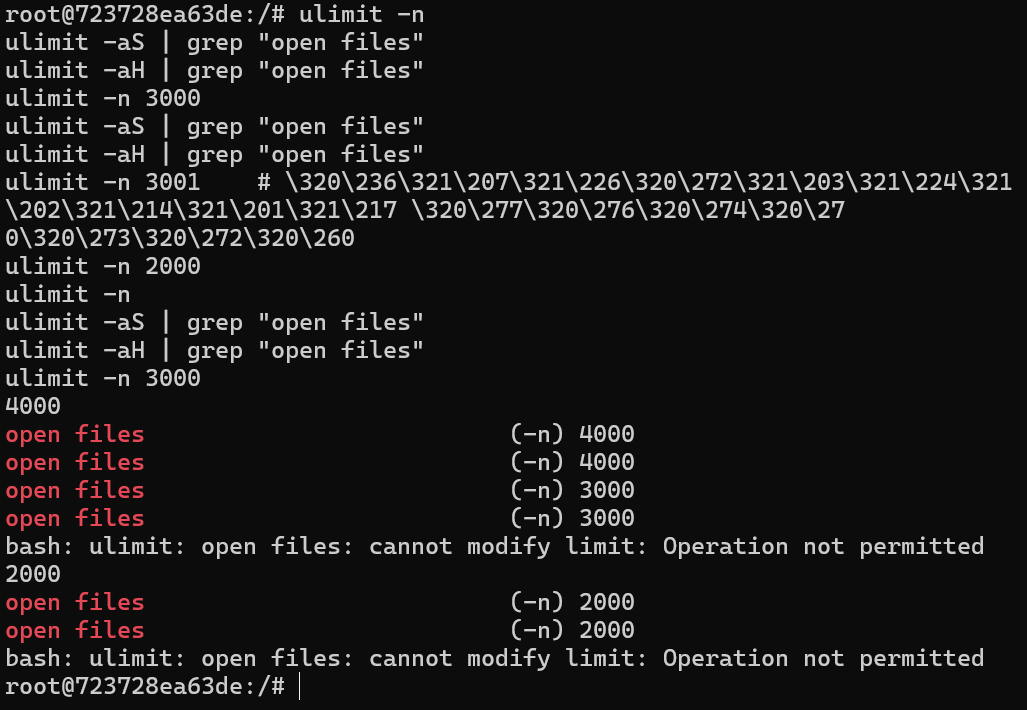 root@723728ea63de:/# ulimit -n
ulimit -aS | grep "open files"
ulimit -aH | grep "open files"
ulimit -n 3000
ulimit -aS | grep "open files"
ulimit -aH | grep "open files"
ulimit -n 3001    # \320\236\321\207\321\226\320\272\321\203\321\224\321
\202\321\214\321\201\321\217 \320\277\320\276\320\274\320\27
0\320\273\320\272\320\260
ulimit -n 2000
ulimit -n
ulimit -aS | grep "open files"
ulimit -aH | grep "open files"
ulimit -n 3000
4000
open files                          (-n) 4000
open files                          (-n) 4000
open files                          (-n) 3000
open files                          (-n) 3000
bash: ulimit: open files: cannot modify limit: Operation not permitted
2000
open files                          (-n) 2000
open files                          (-n) 2000
bash: ulimit: open files: cannot modify limit: Operation not permitted
root@723728ea63de:/#